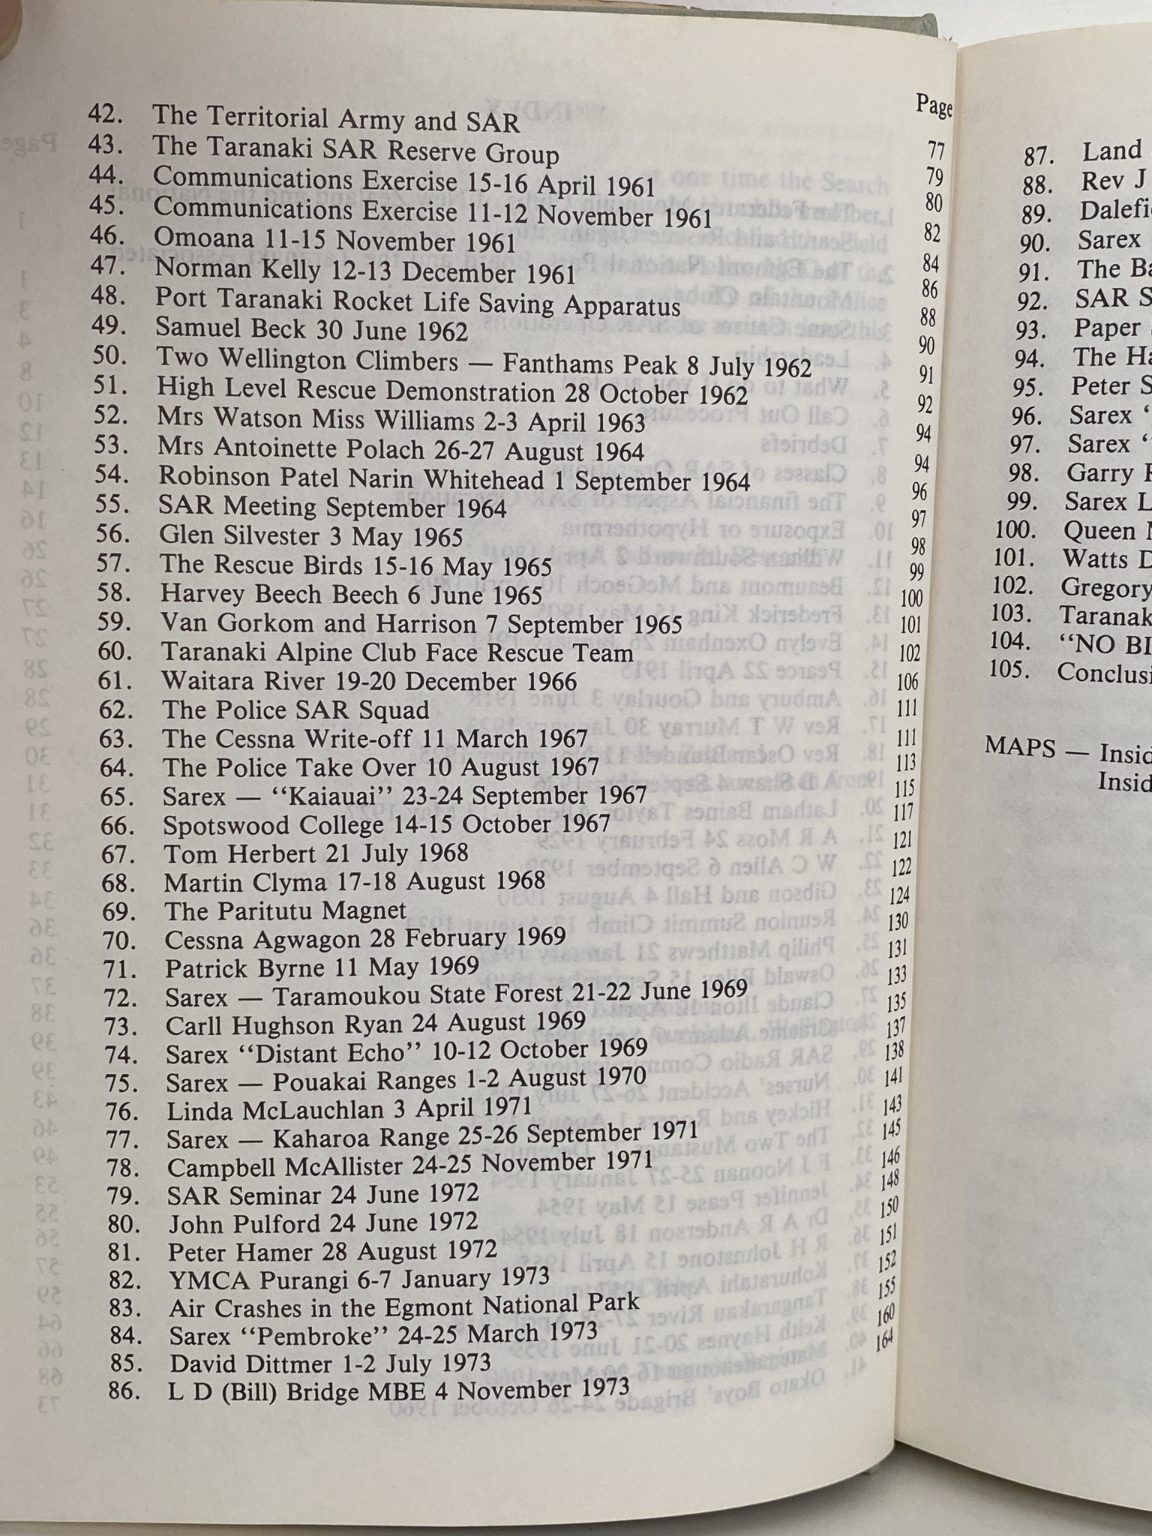 Page
42. The Territorial Army and SAR 77
43. The Taranaki SAR Reserve Group 79
44. Communications Exercise 15-16 April 1961 80
45. Communications Exercise 11-12 November 1961 82
46. Omoana 11-15 November 1961 84
47. Norman Kelly 12-13 December 1961 86
48. Port Taranaki Rocket Life Saving Apparatus 88
49. Samuel Beck 30 June 1962 90
50. Two Wellington Climbers — Fanthams Peak 8 July 1962 91
51. High Level Rescue Demonstration 28 October 1962 92
52. Mrs Watson Miss Williams 2-3 April 1963 94
53. Mrs Antoinette Polach 26-27 August 1964 94
54. Robinson Patel Narin Whitehead 1 September 1964 96
55. SAR Meeting September 1964 97
56. Glen Silvester 3 May 1965 98
57. The Rescue Birds 15-16 May 1965 99
58. Harvey Beech Beech 6 June 1965 100
59. Van Gorkom and Harrison 7 September 1965 101
60. Taranaki Alpine Club Face Rescue Team 102
61. Waitara River 19-20 December 1966 106
62. The Police SAR Squad 111
63. The Cessna Write-off 11 March 1967 111
64. The Police Take Over 10 August 1967 113
65. Sarex — “Kaiauai” 23-24 September 1967 115
66. Spotswood College 14-15 October 1967 117
67. Tom Herbert 21 July 1968 121
68. Martin Clyma 17-18 August 1968 122
69. The Paritutu Magnet 124
70. Cessna Agwagon 28 February 1969 130
71. Patrick Byrne 11 May 1969 131
72. Sarex — Taramoukou State Forest 21-22 June 1969 133
73. Carll Hughson Ryan 24 August 1969 135
74. Sarex “Distant Echo” 10-12 October 1969 137
75. Sarex — Pouakai Ranges 1-2 August 1970 138
76. Linda McLauchlan 3 April 1971 141
77. Sarex — Kaharoa Range 25-26 September 1971 143
78. Campbell McAllister 24-25 November 1971 145
79. SAR Seminar 24 June 1972 146
80. John Pulford 24 June 1972 148
81. Peter Hamer 28 August 1972 150
82. YMCA Purangi 6-7 January 1973 151
83. Air Crashes in the Egmont National Park 152
84. Sarex “Pembroke” 24-25 March 1973 155
85. David Dittmer 1-2 July 1973 160
86. L D (Bill) Bridge MBE 4 November 1973 164
87. Land
88. Rev J
89. Dalefi
90. Sarex
91. The Ba
92. SAR S
93. Paper
94. The Ha
95. Peter S
96. Sarex ‘
97. Sarex ‘
98. Garry
99. Sarex L
100. Queen
101. Watts D
102. Gregory
103. Taranak
104. “NO BI
105. Conclusi
MAPS — Insid
Insid